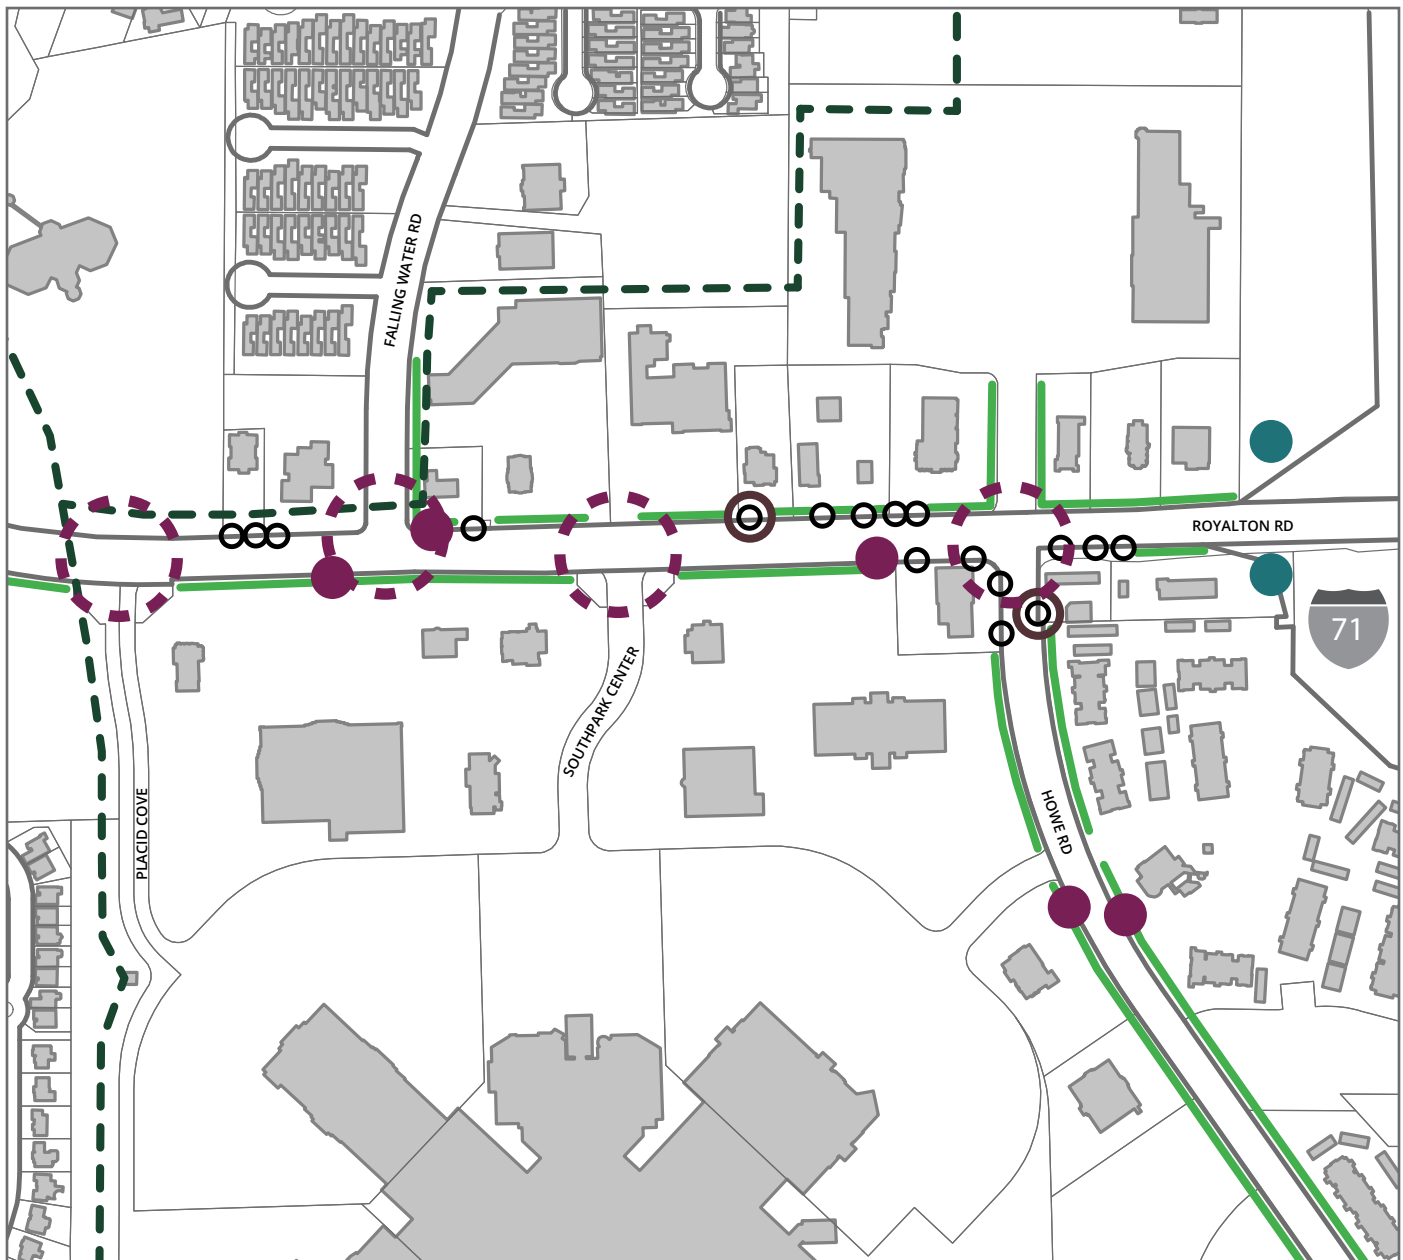 FALLING WATER RD
ROYALTON RD
71
SOUTHPARK CENTER
PLACID COVE
HOWE RD